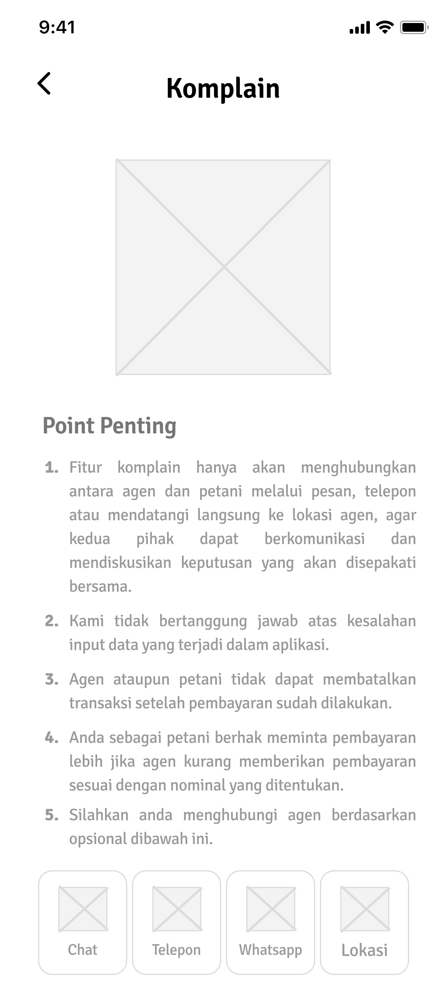 9:41
Komplain
Point Penting
1. Fitur komplain hanya akan menghubungkan
antara agen dan petani melalui pesan, telepon
atau mendatangi langsung ke lokasi agen, agar
kedua pihak dapat berkomunikasi dan
mendiskusikan keputusan yang akan disepakati
bersama.
2. Kami tidak bertanggung jawab atas kesalahan
input data yang terjadi dalam aplikasi.
3. Agen ataupun petani tidak dapat membatalkan
transaksi setelah pembayaran sudah dilakukan.
4. Anda sebagai petani berhak meminta pembayaran
lebih jika agen kurang memberikan pembayaran
sesuai dengan nominal yang ditentukan.
5. Silahkan anda menghubungi agen berdasarkan
opsional dibawah ini.
Chat
Telepon
Whatsapp
Lokasi